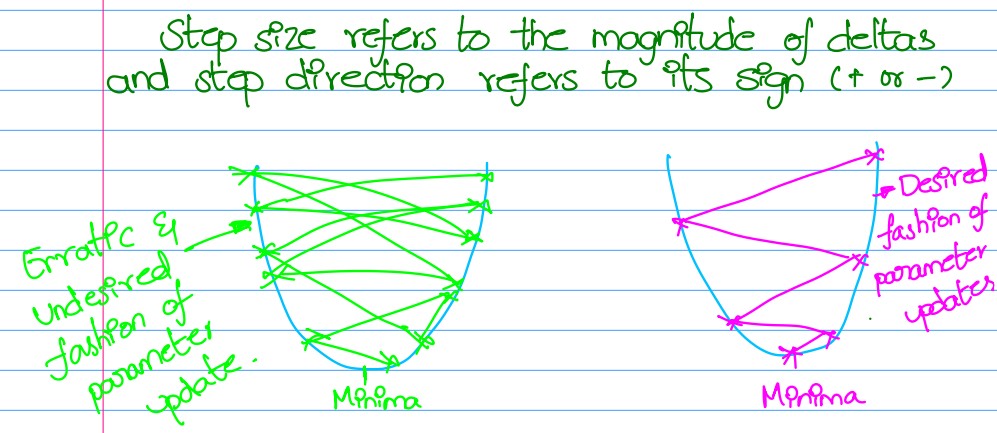 Step size refers to the magnitude of deltas
and step direction refers to its sign (+ or -)
Erratic &
undesired
fashion of
parameter
update.
Minima
Desired
fashion of
parameter
updates
Minima